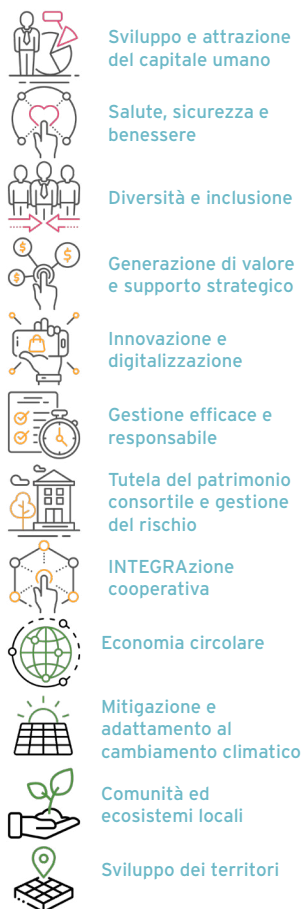 Sviluppo e attrazione
del capitale umano
Salute, sicurezza e
benessere
Diversità e inclusione
Generazione di valore
e supporto strategico
Innovazione e
digitalizzazione
Gestione efficace e
responsabile
Tutela del patrimonio
consortile e gestione
del rischio
INTEGRAzione
cooperativa
Economia circolare
Mitigazione e
adattamento al
cambiamento climatico
Comunità ed
ecosistemi locali
Sviluppo dei territori